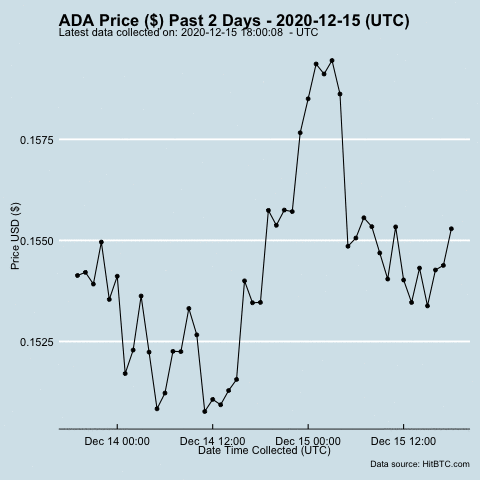 ADA Price ($) Past 2 Days - 2020-12-15 (UTC)
Latest data collected on: 2020-12-15 18:00:08 - UTC
Price USD ($)
0.1575
0.1550
0.1525
Dec 14 00:00 Dec 14 12:00 Dec 15 00:00 Dec 15 12:00
Date Time Collected (UTC)
Data source: HitBTC.com